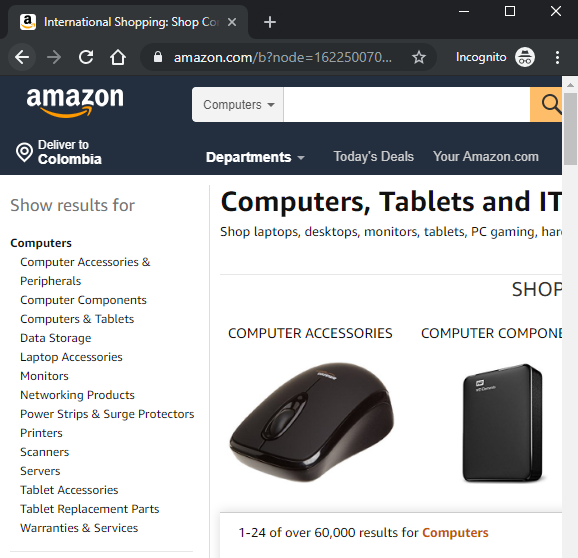 International Shopping: Shop Co
amazon.com/b?node=162250070...
Incognito
amazon
Computers
Deliver to
Colombia
Departments
Today's Deals
Your Amazon.com
Show results for
Computers
Computer Accessories &
Peripherals
Computer Components
Computers & Tablets
Data Storage
Laptop Accessories
Monitors
Networking Products
Power Strips & Surge Protectors
Printers
Scanners
Servers
Tablet Accessories
Tablet Replacement Parts
Warranties & Services
Computers, Tablets and IT
Shop laptops, desktops, monitors, tablets, PC gaming, har
SHOP
COMPUTER ACCESSORIES
COMPUTER COMPONE
WD
1-24 of over 60,000 results for Computers